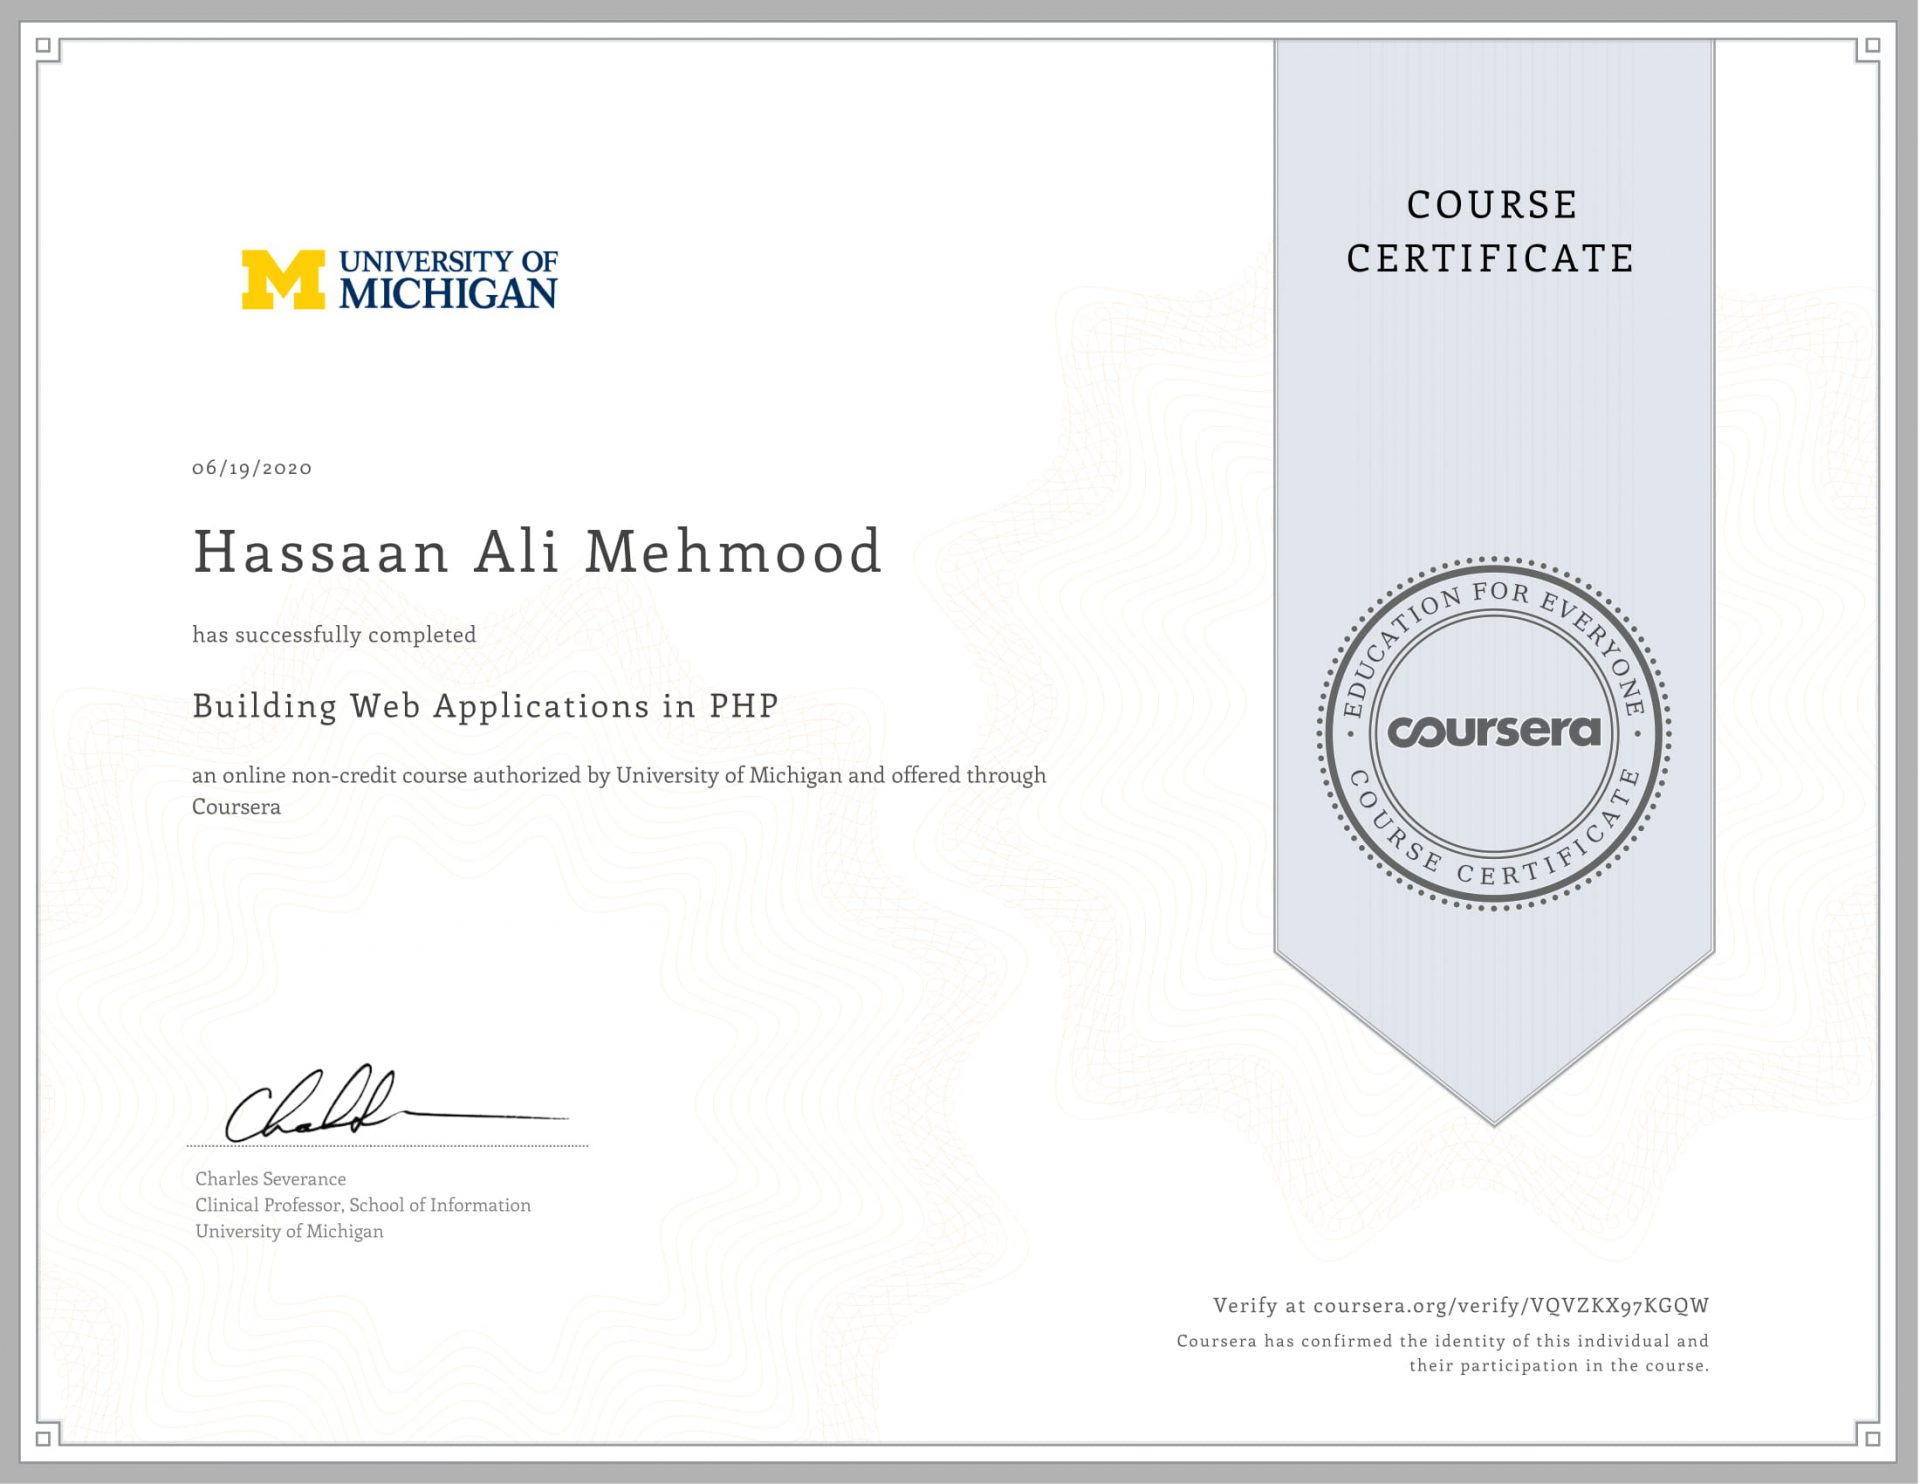 UNIVERSITY OF
MICHIGAN
COURSE
CERTIFICATE
06/19/2020
Hassaan Ali Mehmood
has successfully completed
Building Web Applications in PHP
an online non-credit course authorized by University of Michigan and offered through
Coursera
EDUCATION FOR EVERYONE
coursera
COURSE CERTIFICATE
Charles Severance
Clinical Professor, School of Information
University of Michigan
Verify at coursera.org/verify/VQVZKX97KGQW
Coursera has confirmed the identity of this individual and
their participation in the course.